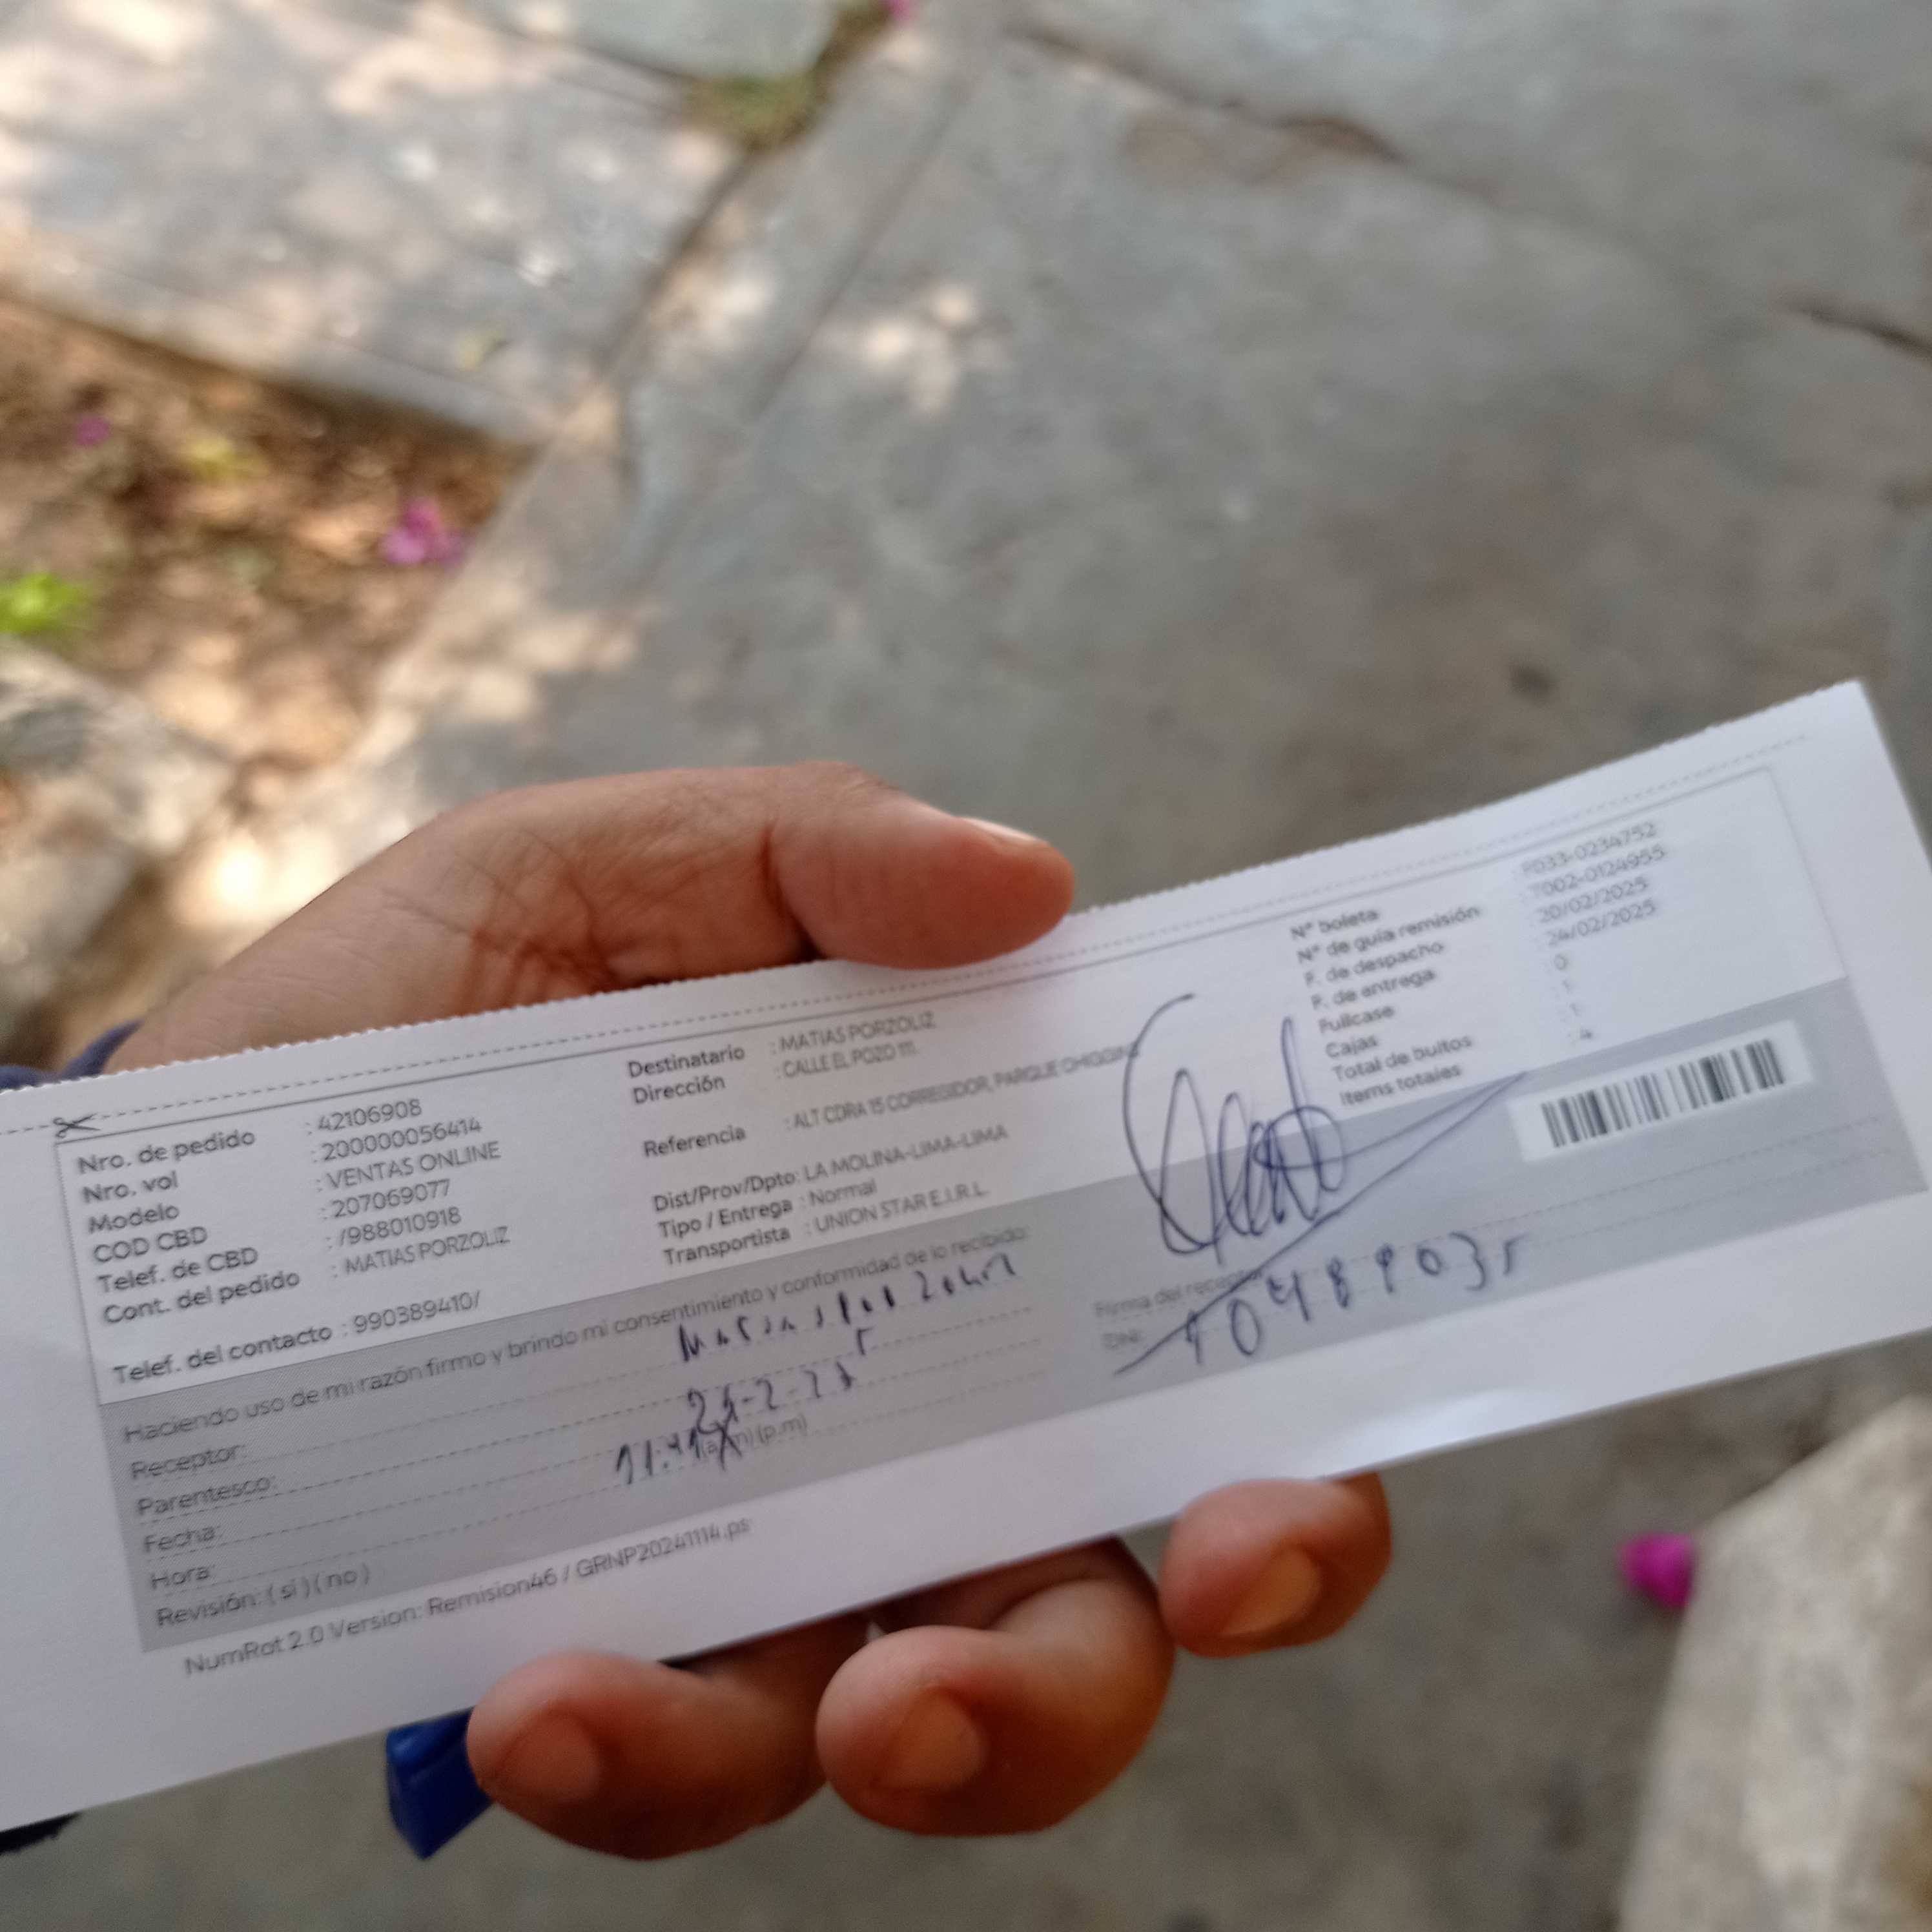 Nro. de pedido : 42106908
Nro. vol : 200000056414
Modelo : VENTAS ONLINE
COD CBD : 207069077
Telef. de CBD : /988010918
Cont. del pedido : MATIAS PORZOLIZ
Telef. del contacto : 990389410/
Destinatario : MATIAS PORZOLIZ
Dirección : CALLE EL POZO 111
Referencia : ALT CDRA 15 CORREGIDOR, PARQUE OHIGGINS
Dist/Prov/Dpto: LA MOLINA-LIMA-LIMA
Tipo / Entrega : Normal
Transportista : UNION STAR E.I.R.L
N° boleta : -0234752
N° de guía remisión : T002-0124955
F. de despacho : 20/02/2025
F. de entrega : 24/02/2025
Fullcase : 0
Cajas : 1
Total de bultos : 1
Items totales : 4
Haciendo uso de mi razón firmo y brindo mi consentimiento y conformidad de lo recibido:
Receptor:
Parentesco:
Fecha:
Hora: (a.m) (p.m)
Revisión: ( si ) ( no )
Firma del receptor
DNI:
NumRot 2.0 Version: Remision46 / GRNP20241114.ps